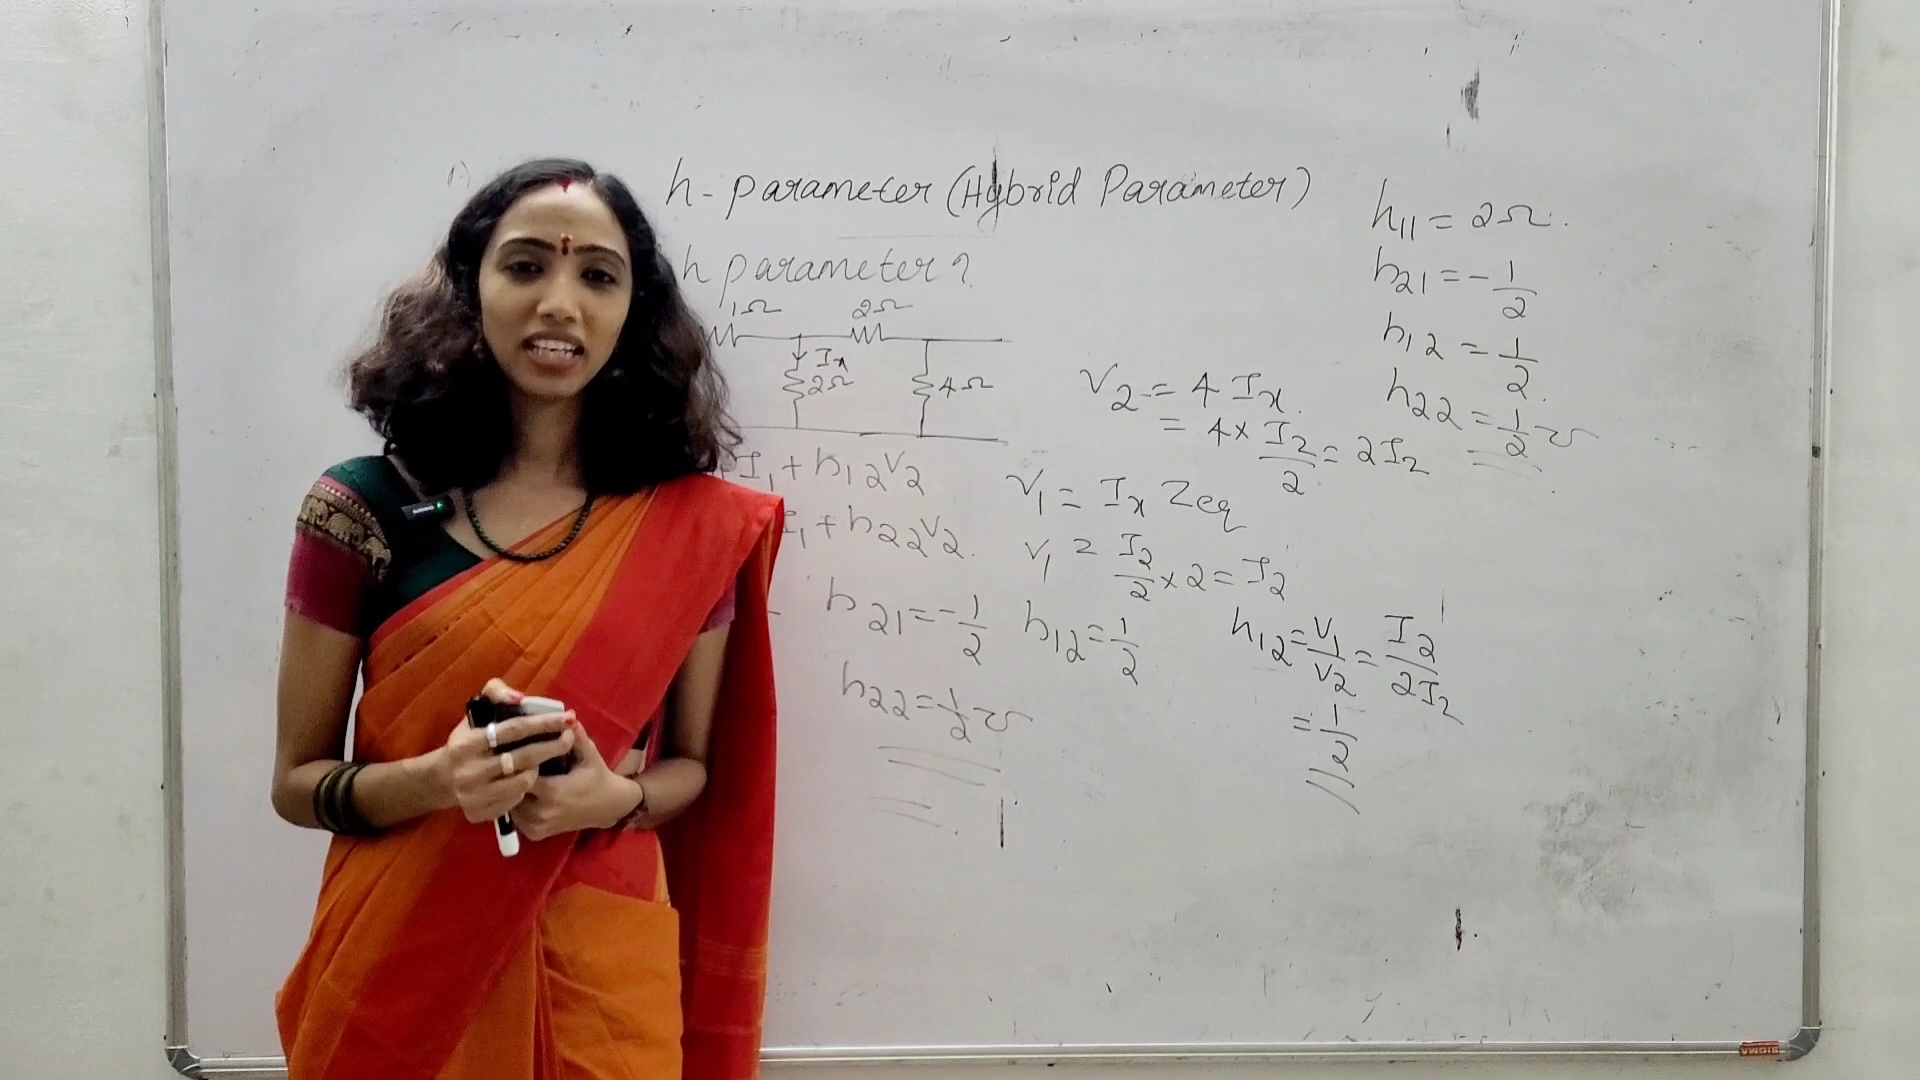 h-parameter (Hybrid Parameter)
h parameter?
1Ω 2Ω
Ix
2Ω
4Ω
I1 + h12V2
I1 + h22V2.
h21 = -1/2
h22 = 1/2 ℧
V2 = 4 Ix.
= 4 × I2/2 = 2I2
V1 = Ix Zeq
V1 = I2/2 × 2 = I2
h12 = 1/2
h12 = V1/V2 = I2/2I2
= 1/2
h11 = 2Ω.
h21 = -1/2
h12 = 1/2.
h22 = 1/2 ℧
SIGMA